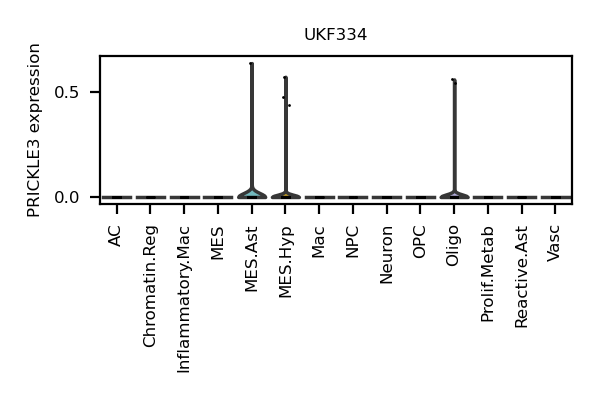 UKF334
PRICKLE3 expression
0.5
0.0
AC
Chromatin.Reg
Inflammatory.Mac
MES
MES.Ast
MES.Hyp
Mac
NPC
Neuron
OPC
Oligo
Prolif.Metab
Reactive.Ast
Vasc